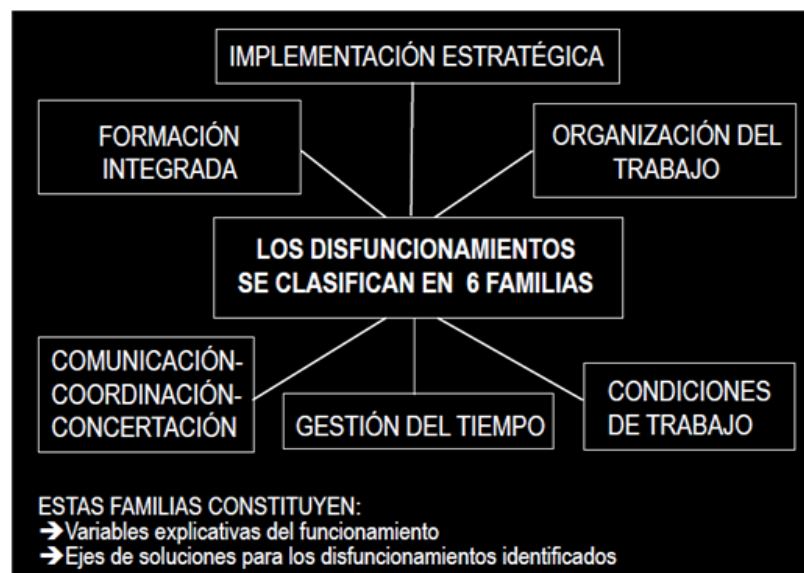 IMPLEMENTACIÓN ESTRATÉGICA
FORMACIÓN
INTEGRADA
ORGANIZACIÓN DEL
TRABAJO
LOS DISFUNCIONAMIENTOS
SE CLASIFICAN EN 6 FAMILIAS
COMUNICACIÓN-
COORDINACIÓN-
CONCERTACIÓN
GESTIÓN DEL TIEMPO
CONDICIONES
DE TRABAJO
ESTAS FAMILIAS CONSTITUYEN:
➔Variables explicativas del funcionamiento
➔Ejes de soluciones para los disfuncionamientos identificados